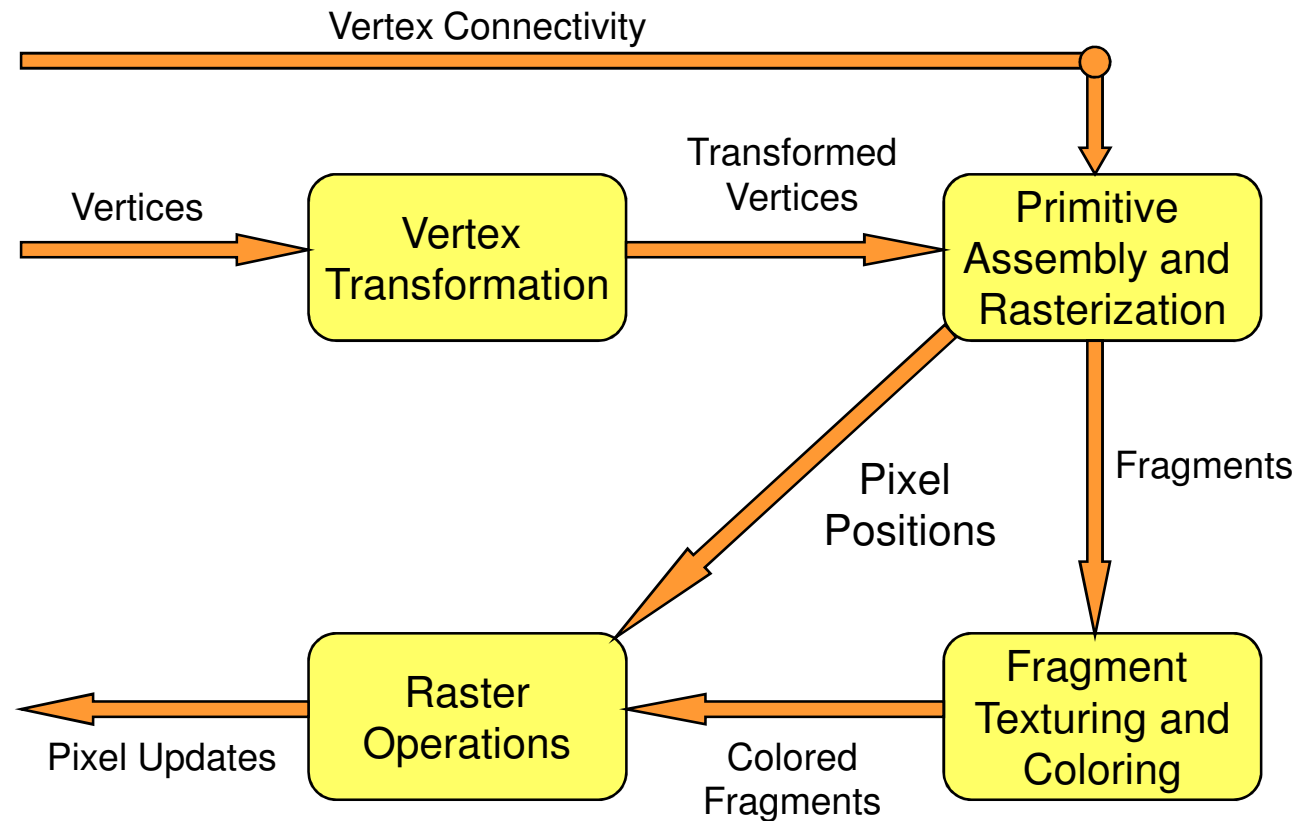 Vertex Connectivity
Vertices
Vertex
Transformation
Transformed
Vertices
Primitive
Assembly and
Rasterization
Pixel
Positions
Fragments
Fragment
Texturing and
Coloring
Colored
Fragments
Raster
Operations
Pixel Updates